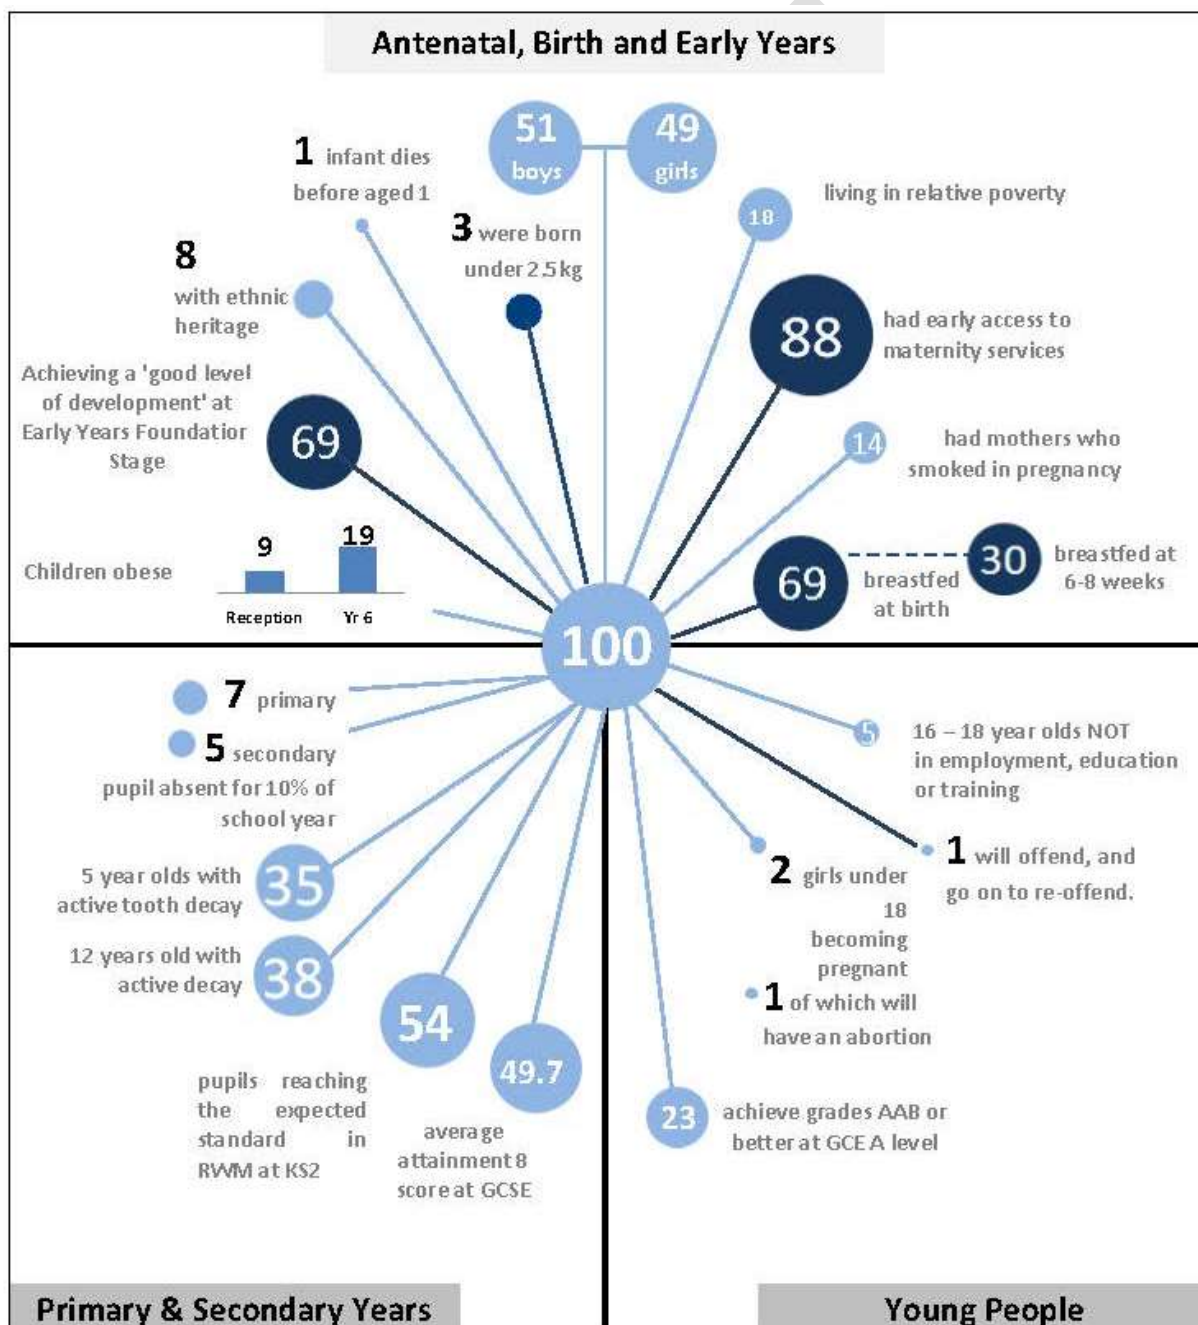 Antenatal, Birth and Early Years
51
boys
49
girls
1 infant dies
before aged 1
3 were born
under 2.5kg
8
with ethnic
heritage
18
living in relative poverty
88
had early access to
maternity services
Achieving a 'good level
of development' at
Early Years Foundatior
Stage
69
14
had mothers who
smoked in pregnancy
Children obese
9
19
Reception
Yr 6
69
breastfed
at birth
30
breastfed at
6-8 weeks
100
7 primary
5 secondary
pupil absent for 10% of
school year
5 year olds with
active tooth decay
35
12 years old with
active decay
38
54
pupils reaching
the expected
standard in
RWM at KS2
49.7
average
attainment 8
score at GCSE
5
16 – 18 year olds NOT
in employment, education
or training
1 will offend, and
go on to re-offend.
2 girls under
18
becoming
pregnant
1 of which will
have an abortion
23
achieve grades AAB or
better at GCE A level
Primary & Secondary Years
Young People